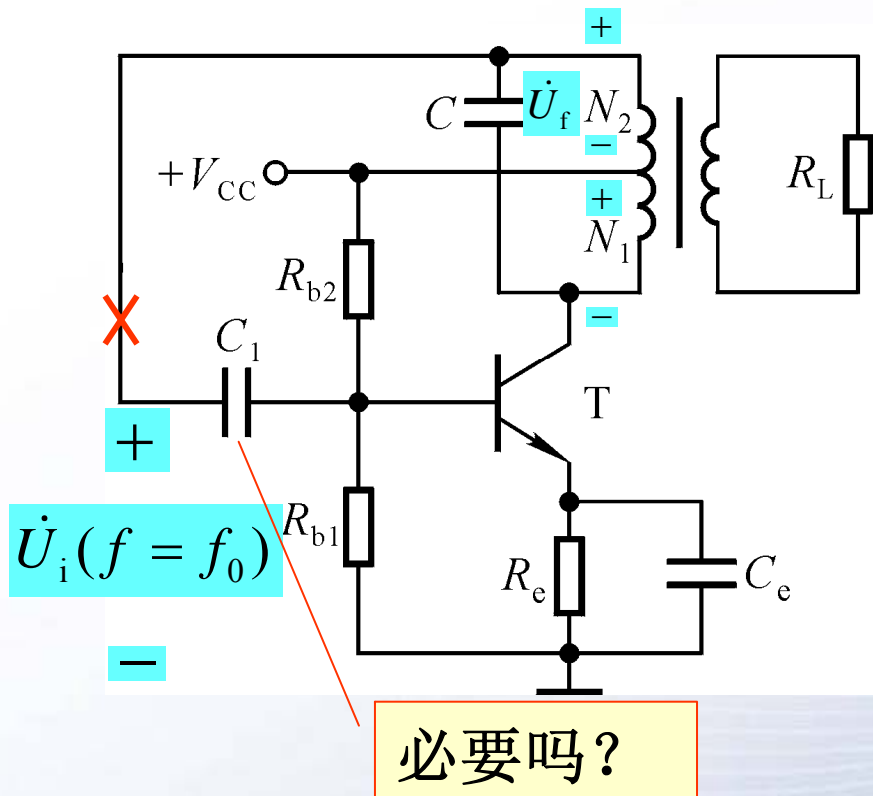 +
C
U̇f
N2
−
+VCC
+
N1
RL
Rb2
−
C1
T
+
U̇i(f = f0)
Rb1
Re
Ce
−
必要吗？